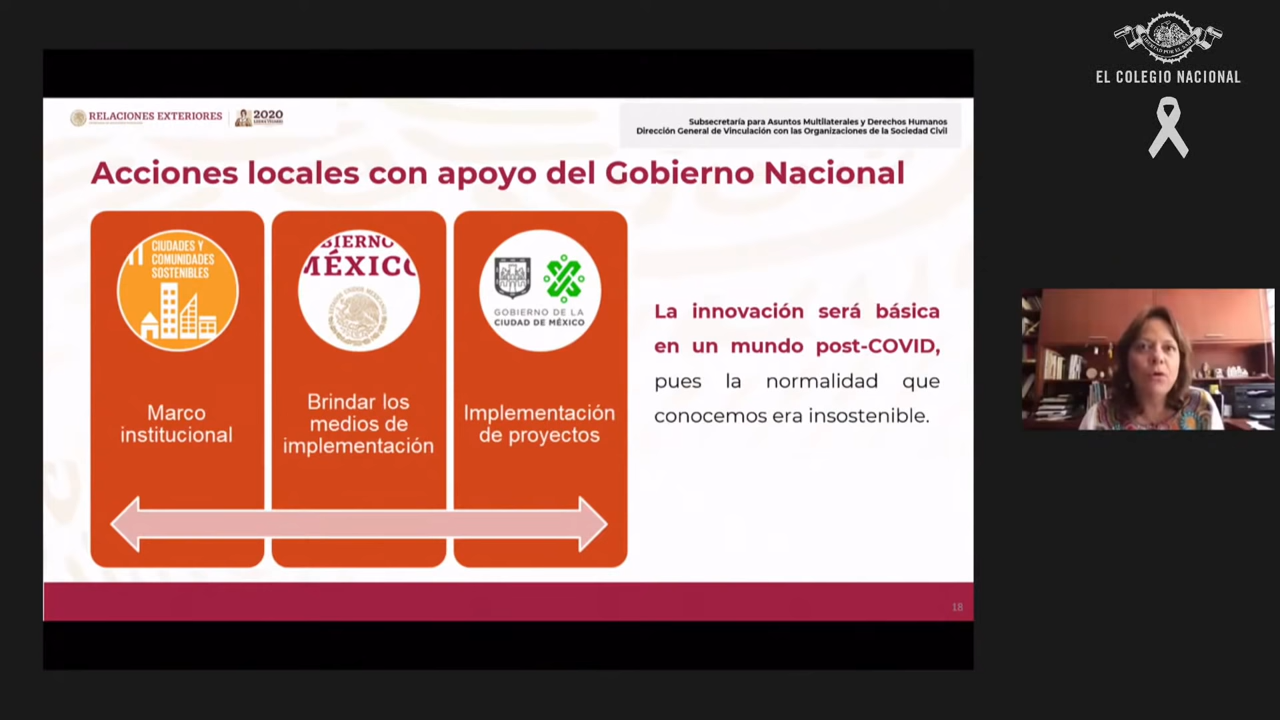 EL COLEGIO NACIONAL
RELACIONES EXTERIORES
2020
Subsecretaría para Asuntos Multilaterales y Derechos Humanos
Dirección General de Vinculación con las Organizaciones de la Sociedad Civil
Acciones locales con apoyo del Gobierno Nacional
CIUDADES Y
COMUNIDADES
SOSTENIBLES
Marco
institucional
MÉXICO
Brindar los
medios de
implementación
GOBIERNO DE LA
CIUDAD DE MÉXICO
Implementación
de proyectos
La innovación será básica
en un mundo post-COVID,
pues la normalidad que
conocemos era insostenible.
18